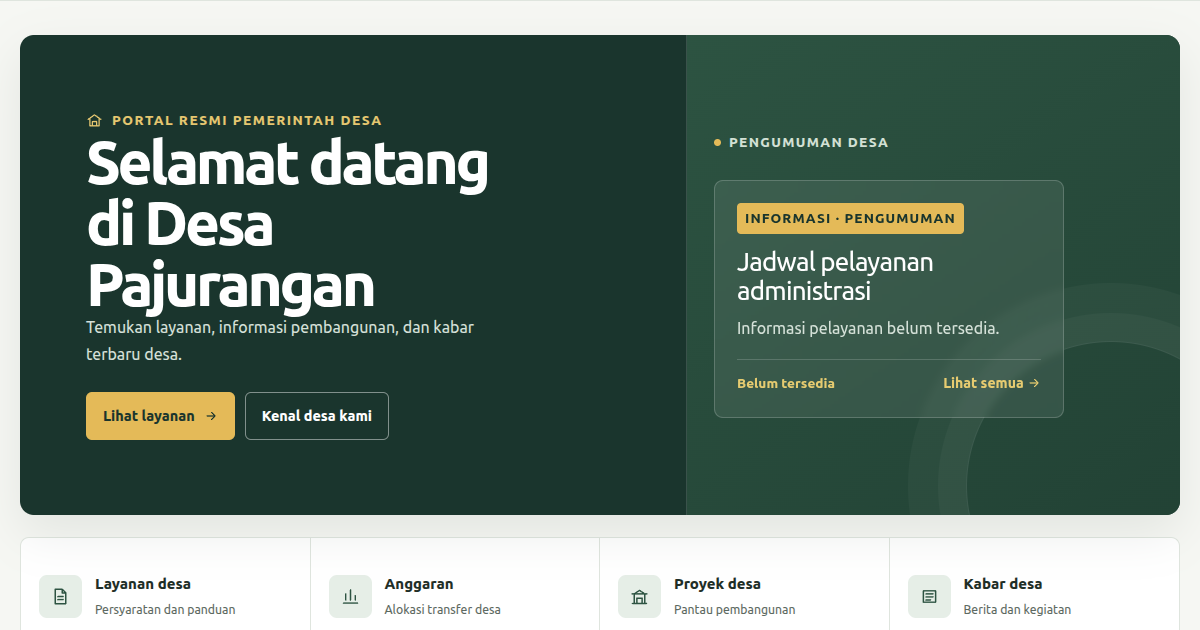 PORTAL RESMI PEMERINTAH DESA
Selamat datang
di Desa
Pajurangan
Temukan layanan, informasi pembangunan, dan kabar
terbaru desa.
Lihat layanan →
Kenal desa kami
PENGUMUMAN DESA
INFORMASI · PENGUMUMAN
Jadwal pelayanan
administrasi
Informasi pelayanan belum tersedia.
Belum tersedia
Lihat semua →
Layanan desa
Persyaratan dan panduan
Anggaran
Alokasi transfer desa
Proyek desa
Pantau pembangunan
Kabar desa
Berita dan kegiatan